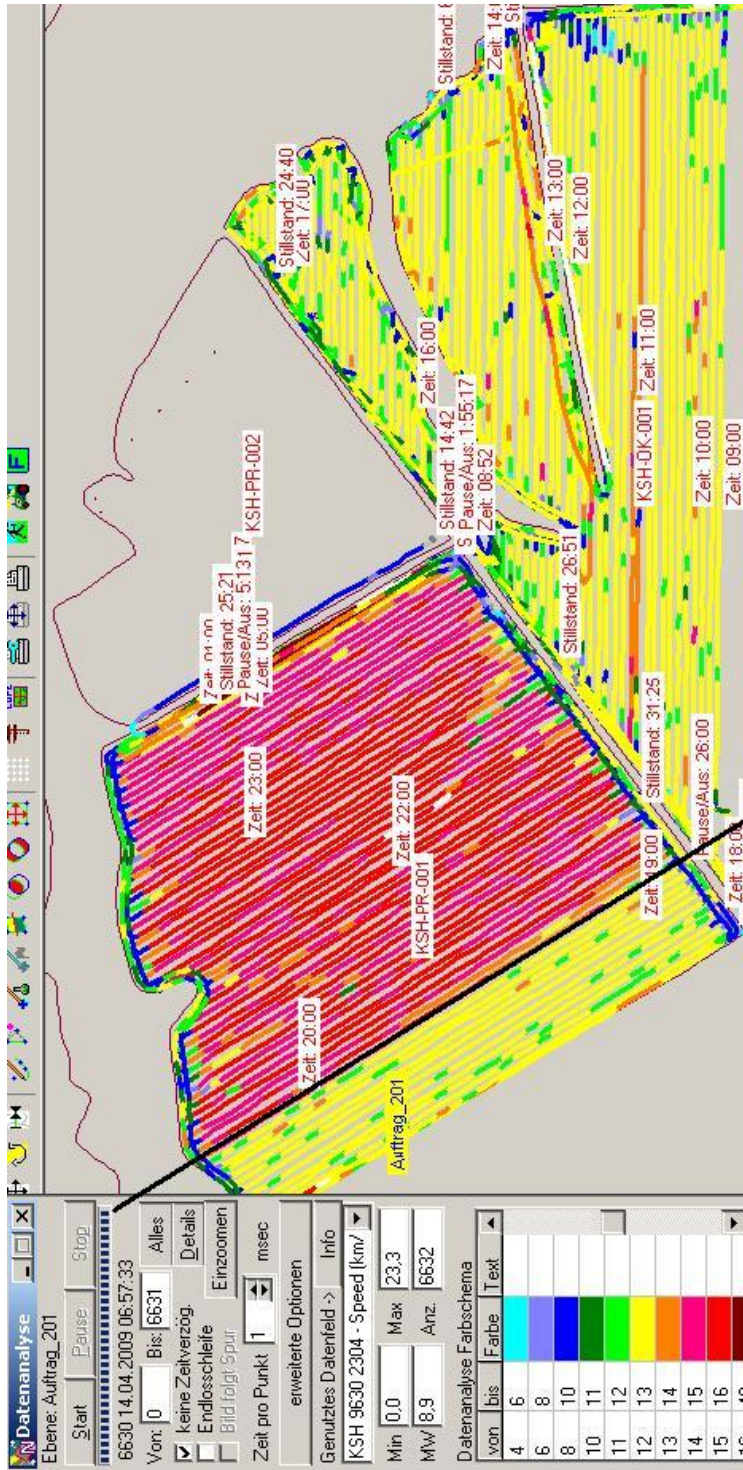 Datenanalyse
Ebene: Auftrag_201
Start Pause Stop
6630 14.04.2009 06:57:33
Von: 0 Bis: 6631 Alles
keine Zeitverzög. Details
Endlosschleife
Bild folgt Spur Einzoomen
Zeit pro Punkt 1 msec
erweiterte Optionen
Genutztes Datenfeld -> Info
KSH 9630 2304 - Speed (km/
Min 0,0 Max 23,3
MW 8,9 Anz. 6632
Datenanalyse Farbschema
von bis Farbe Text
4 6
6 8
8 10
10 11
11 12
12 13
13 14
14 15
15 16
F
Stillstand: 24:40
Zeit: 17:00
KSH-PR-002
Stillstand: 25:21
Zeit: 05:00
Zeit: 23:00
Zeit: 22:00
KSH-PR-001
Zeit: 20:00
Auftrag_201
Zeit: 16:00
Stillstand: 14:42
S Pause/Aus: 1:55:17
Zeit: 08:52
Stillstand: 26:51
Stillstand: 31:25
Pause/Aus: 26:00
Zeit: 19:00
Zeit: 18:00
Zeit: 13:00
Zeit: 12:00
Zeit: 11:00
KSH-OK-001
Zeit: 10:00
Zeit: 09:00